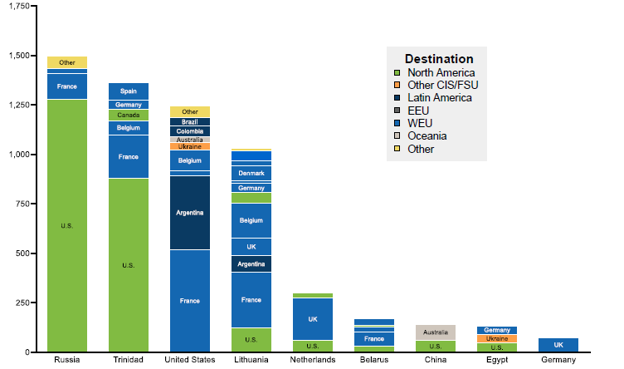 1,750
1,500
1,250
1,000
750
500
250
0
Destination
North America
Other CIS/FSU
Latin America
EEU
WEU
Oceania
Other
Other
France
U.S.
Spain
Germany
Canada
Belgium
France
U.S.
Other
Brazil
Colombia
Australia
Ukraine
Belgium
Argentina
France
Denmark
Germany
Belgium
UK
Argentina
France
U.S.
UK
U.S.
France
Australia
U.S.
Germany
Ukraine
U.S.
UK
Russia Trinidad United States Lithuania Netherlands Belarus China Egypt Germany